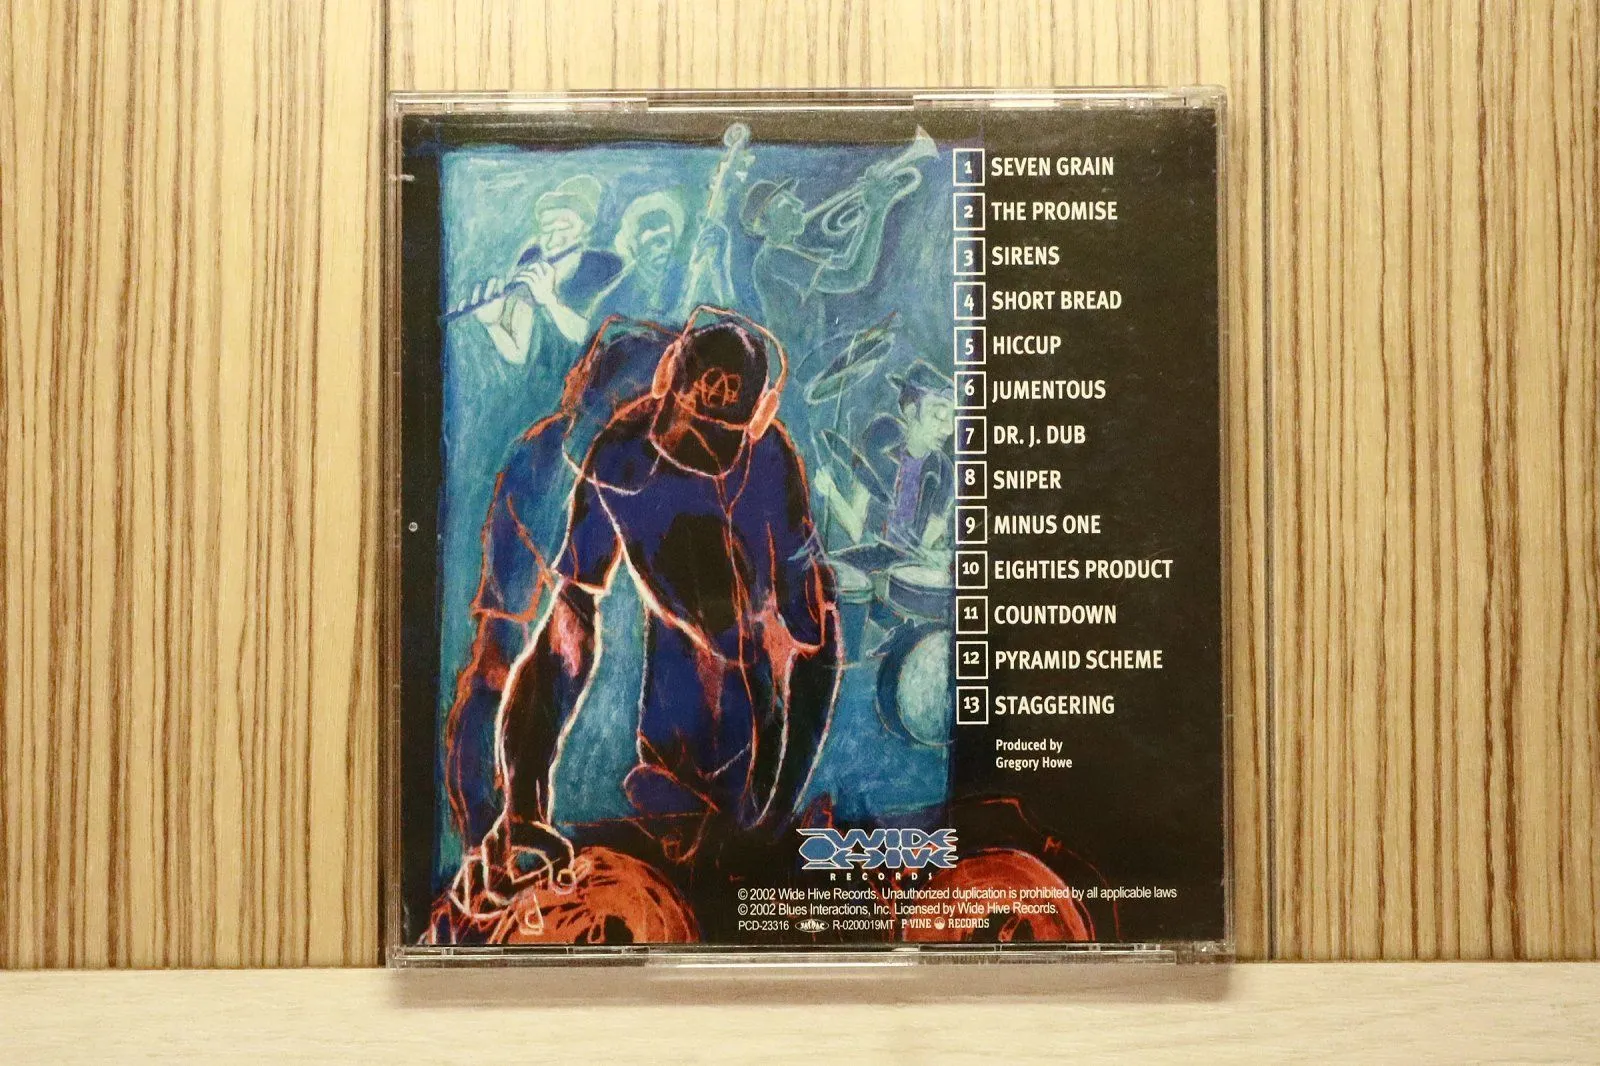 1 SEVEN GRAIN
2 THE PROMISE
3 SIRENS
4 SHORT BREAD
5 HICCUP
6 JUMENTOUS
7 DR. J. DUB
8 SNIPER
9 MINUS ONE
10 EIGHTIES PRODUCT
11 COUNTDOWN
12 PYRAMID SCHEME
13 STAGGERING
Produced by
Gregory Howe
WIDE
HIVE
RECORDS
© 2002 Wide Hive Records. Unauthorized duplication is prohibited by all applicable laws
© 2002 Blues Interactions, Inc. Licensed by Wide Hive Records.
PCD-23316 JASRAC R-0200019MT P-VINE RECORDS